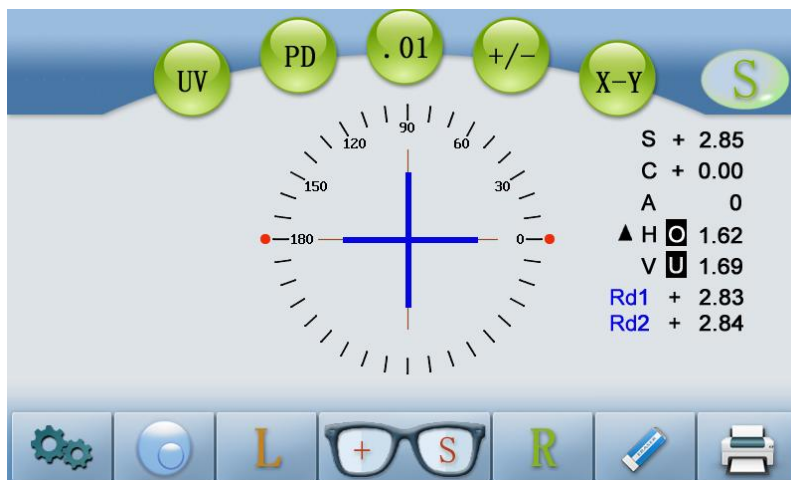 UV
PD
.01
+/-
X-Y
S
90
120
60
150
30
180
0
S + 2.85
C + 0.00
A 0
▲ H O 1.62
V U 1.69
Rd1 + 2.83
Rd2 + 2.84
L
+ S
R